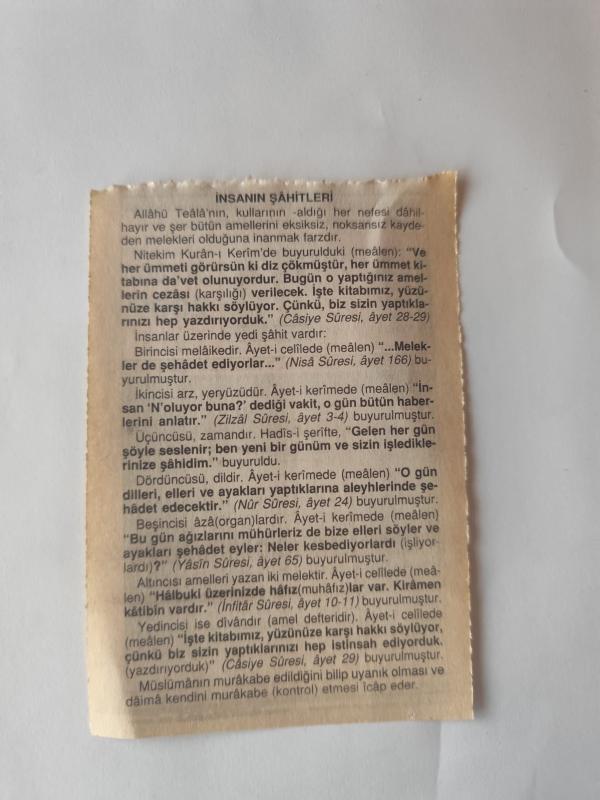 İNSANIN ŞÂHİTLERİ
Allâhü Teâlâ'nın, kullarının -aldığı her nefesi dâhil-
hayır ve şer bütün amellerini eksiksiz, noksansız kayde-
den melekleri olduğuna inanmak farzdır.
Nitekim Kurân-ı Kerîm'de buyurulduki (meâlen): "Ve
her ümmeti görürsün ki diz çökmüştür, her ümmet ki-
tabına da'vet olunuyordur. Bugün o yaptığınız amel-
lerin cezâsı (karşılığı) verilecek. İşte kitabımız, yüzü-
nüze karşı hakkı söylüyor. Çünkü, biz sizin yaptıkla-
rınızı hep yazdırıyorduk." (Câsiye Sûresi, âyet 28-29)
İnsanlar üzerinde yedi şâhit vardır:
Birincisi melâikedir. Âyet-i celîlede (meâlen) "...Melek-
ler de şehâdet ediyorlar..." (Nisâ Sûresi, âyet 166) bu-
yurulmuştur.
İkincisi arz, yeryüzüdür. Âyet-i kerîmede (meâlen) "İn-
san 'N'oluyor buna?' dediği vakit, o gün bütün haber-
lerini anlatır." (Zilzâl Sûresi, âyet 3-4) buyurulmuştur.
Üçüncüsü, zamandır. Hadîs-i şerîfte, "Gelen her gün
şöyle seslenir; ben yeni bir günüm ve sizin işledikle-
rinize şâhidim." buyuruldu.
Dördüncüsü, dildir. Âyet-i kerîmede (meâlen) "O gün
dilleri, elleri ve ayakları yaptıklarına aleyhlerinde şe-
hâdet edecektir." (Nûr Sûresi, âyet 24) buyurulmuştur.
Beşincisi âzâ(organ)lardır. Âyet-i kerîmede (meâlen)
"Bu gün ağızlarını mühürleriz de bize elleri söyler ve
ayakları şehâdet eyler: Neler kesbediyorlardı (işliyor-
lardı)?" (Yâsîn Sûresi, âyet 65) buyurulmuştur.
Altıncısı amelleri yazan iki melektir. Âyet-i celîlede (meâ-
len) "Hâlbuki üzerinizde hâfız(muhâfız)lar var. Kirâmen
kâtibîn vardır." (İnfitâr Sûresi, âyet 10-11) buyurulmuştur.
Yedincisi ise dîvândır (amel defteridir). Âyet-i celîlede
(meâlen) "İşte kitabımız, yüzünüze karşı hakkı söylüyor,
çünkü biz sizin yaptıklarınızı hep istinsah ediyorduk.
(yazdırıyorduk)" (Câsiye Sûresi, âyet 29) buyurulmuştur.
Müslümânın murâkabe edildiğini bilip uyanık olması ve
dâimâ kendini murâkabe (kontrol) etmesi îcâp eder.